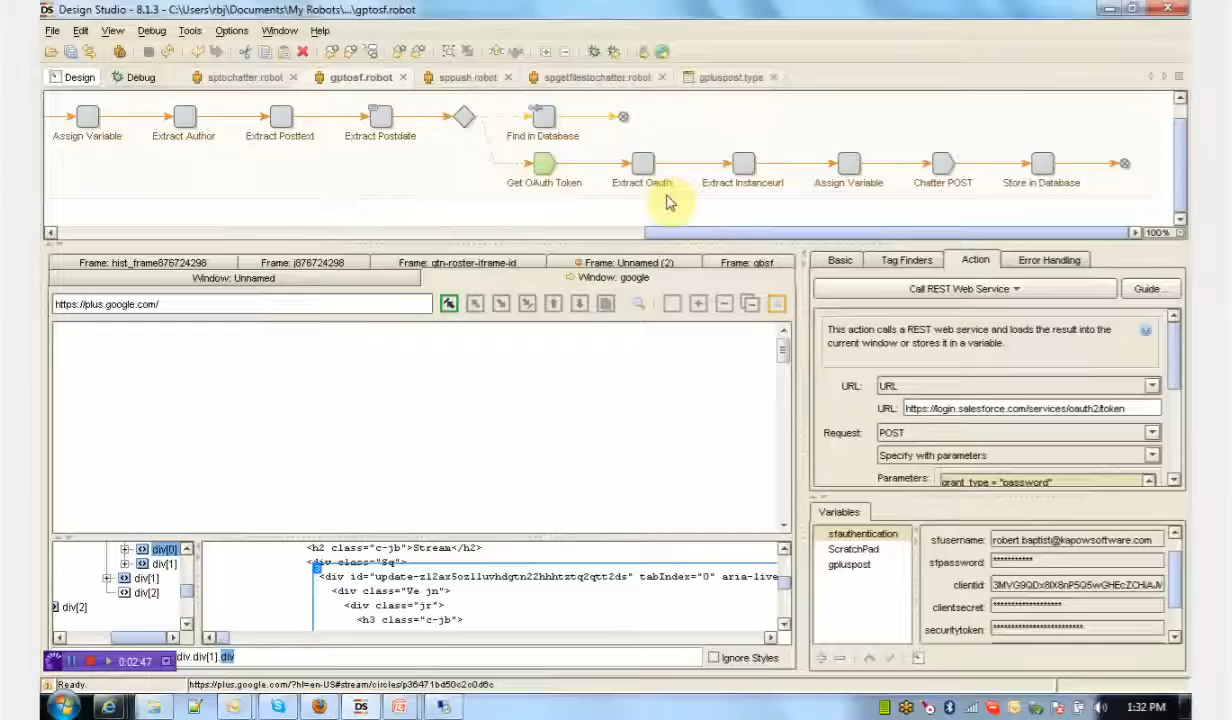 DS Design Studio - 8.1.3 - C:\Users\rbj\Documents\My Robots\...\gptosf.robot
File Edit View Debug Tools Options Window Help
Design Debug sptochatter.robot gptosf.robot sppush.robot spgetfilestochatter.robot gpluspost.type
Assign Variable Extract Author Extract Posttext Extract Postdate Find in Database
Get OAuth Token Extract Oauth Extract Instanceurl Assign Variable Chatter POST Store in Database
100%
Frame: hist_frame876724298 Frame: j876724298 Frame: gtn-roster-iframe-id Frame: Unnamed (2) Frame: gbsf
Window: Unnamed Window: google
https://plus.google.com/
Basic Tag Finders Action Error Handling
Call REST Web Service Guide...
This action calls a REST web service and loads the result into the
current window or stores it in a variable.
URL: URL
URL: https://login.salesforce.com/services/oauth2/token
Request: POST
Specify with parameters
Parameters: grant_type = "password"
Variables
sfauthentication
ScratchPad
gpluspost
sfusername: robert.baptist@kapowsoftware.com
sfpassword: **********
clientid:
clientsecret:
securitytoken:
div[0]
div[1]
div[1]
div[2]
div[2]
<h2 class="c-jb">Stream</h2>
<div class="Sq">
<div class="Ve jn">
<div class="jr">
<h3 class="c-jb">
0:02:47 div.div[1].div Ignore Styles
Ready. https://plus.google.com/?hl=en-US#stream/circles/p36471bd50c2c0d6c
DS 1:32 PM